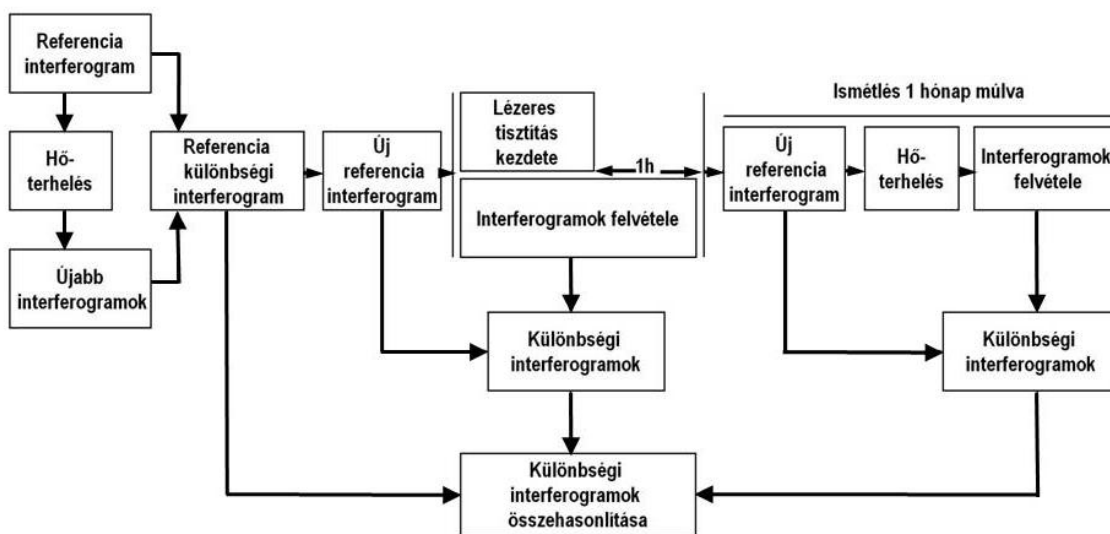 Referencia
interferogram
Hő-
terhelés
Újabb
interferogramok
Referencia
különbségi
interferogram
Új
referencia
interferogram
Lézeres
tisztítás
kezdete
1h
Interferogramok felvétele
Különbségi
interferogramok
Különbségi
interferogramok
összehasonlítása
Ismétlés 1 hónap múlva
Új
referencia
interferogram
Hő-
terhelés
Interferogramok
felvétele
Különbségi
interferogramok